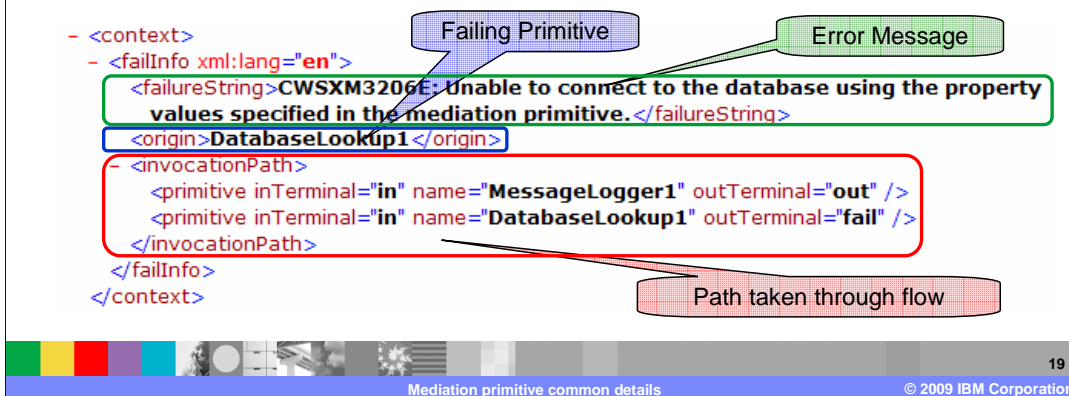 Failing Primitive
Error Message
- <context>
- <failInfo xml:lang="en">
<failureString>CWSXM3206E: Unable to connect to the database using the property
values specified in the mediation primitive.</failureString>
<origin>DatabaseLookup1</origin>
- <invocationPath>
<primitive inTerminal="in" name="MessageLogger1" outTerminal="out" />
<primitive inTerminal="in" name="DatabaseLookup1" outTerminal="fail" />
</invocationPath>
</failInfo>
</context>
Path taken through flow
19
Mediation primitive common details
© 2009 IBM Corporation